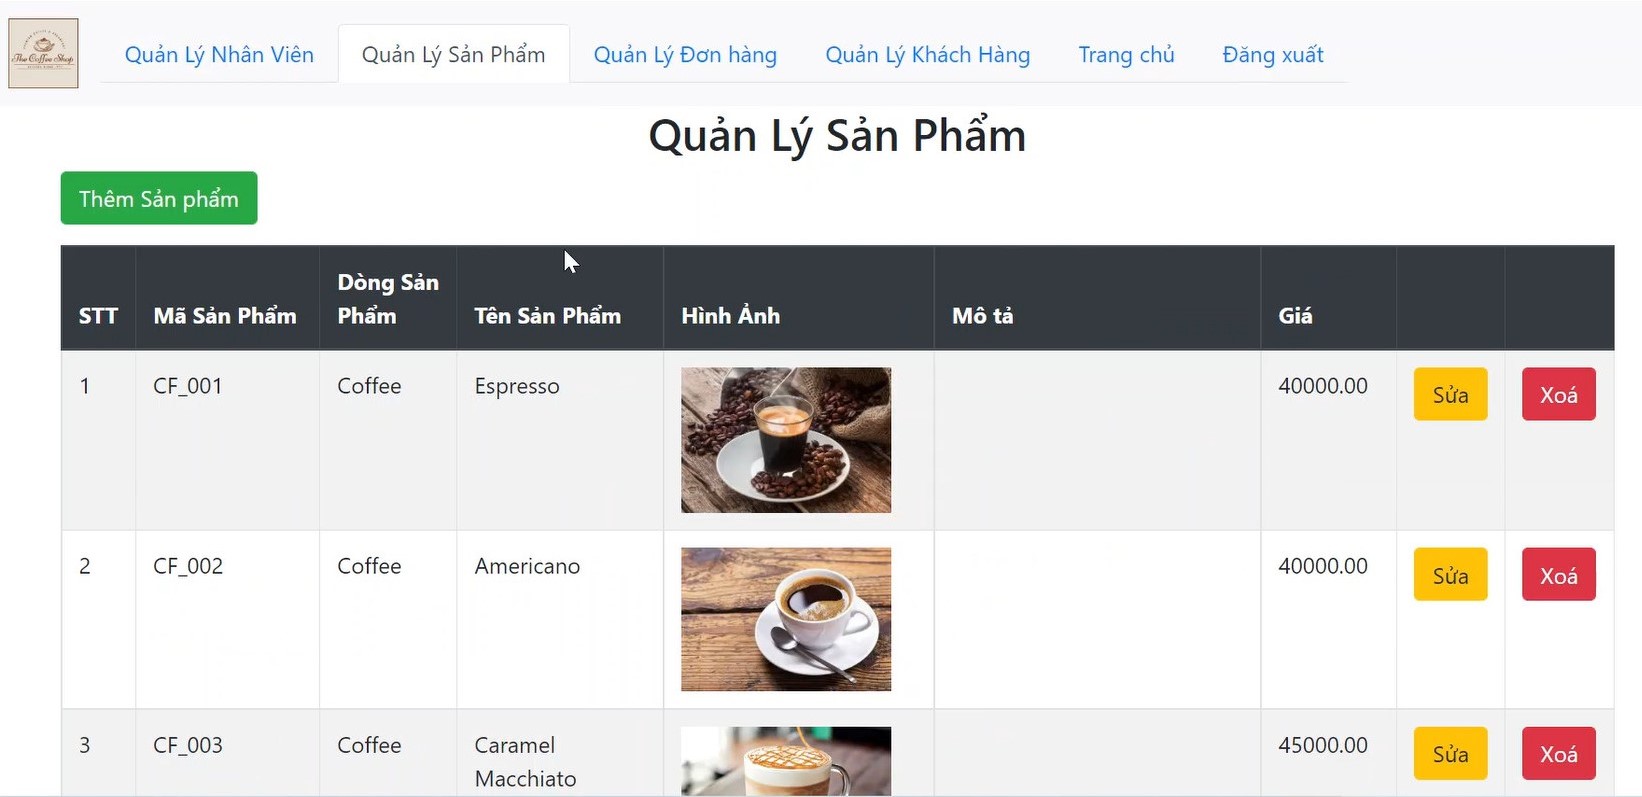 The Coffee Shop
Quản Lý Nhân Viên
Quản Lý Sản Phẩm
Quản Lý Đơn hàng
Quản Lý Khách Hàng
Trang chủ
Đăng xuất
Quản Lý Sản Phẩm
Thêm Sản phẩm
STT
Mã Sản Phẩm
Dòng Sản
Phẩm
Tên Sản Phẩm
Hình Ảnh
Mô tả
Giá
1
CF_001
Coffee
Espresso
40000.00
Sửa
Xoá
2
CF_002
Coffee
Americano
40000.00
Sửa
Xoá
3
CF_003
Coffee
Caramel
Macchiato
45000.00
Sửa
Xoá